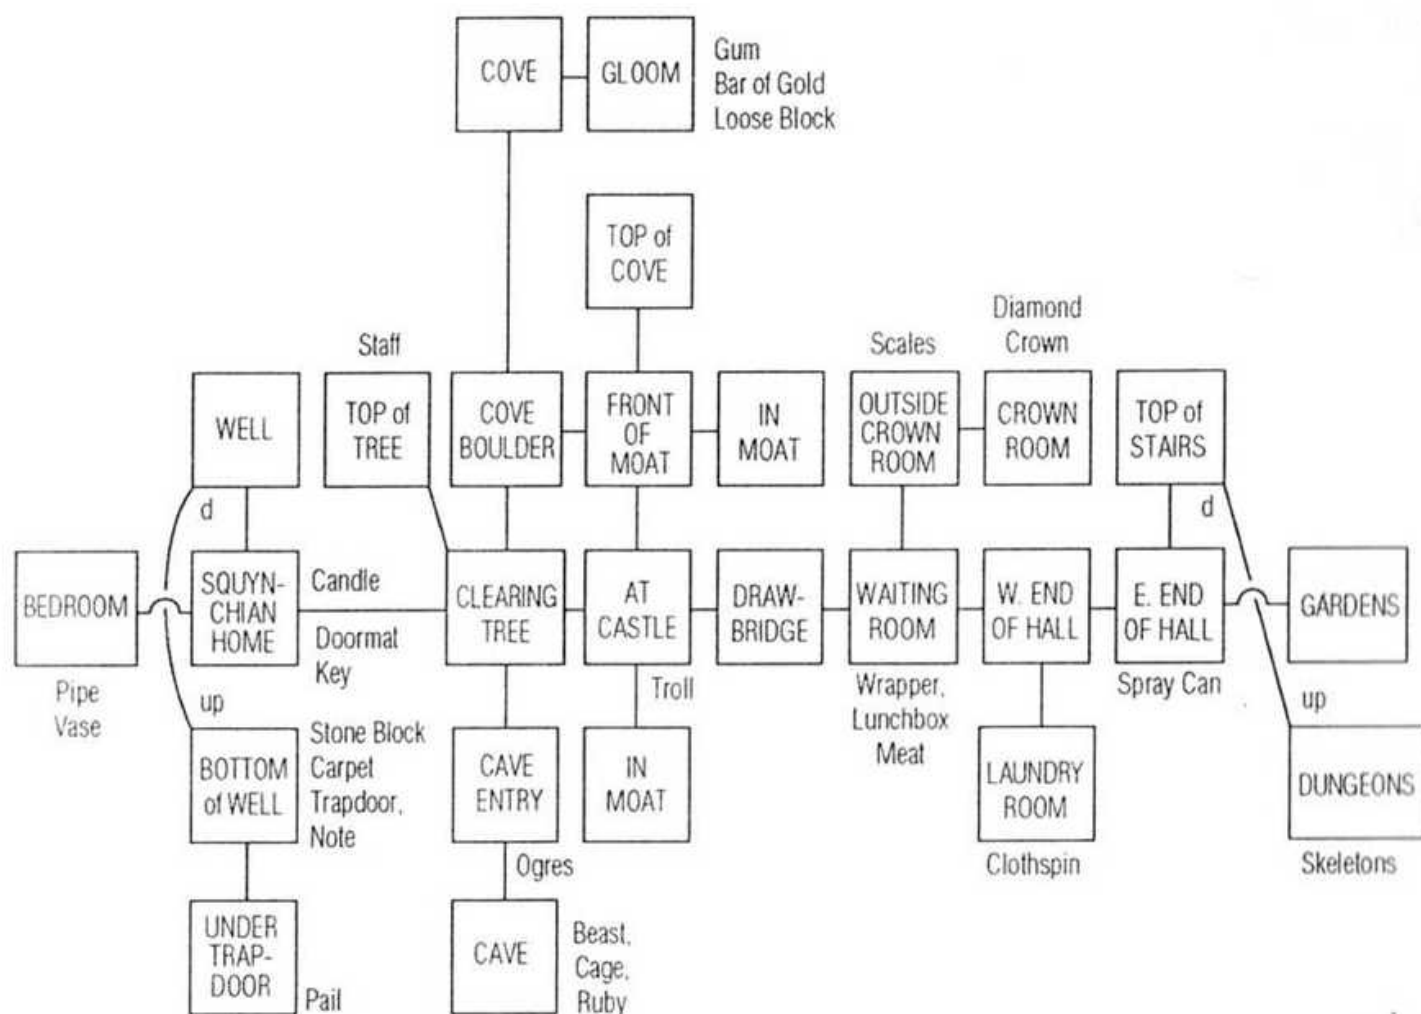 COVE
GLOOM
Gum
Bar of Gold
Loose Block
TOP of
COVE
Staff
Scales
Diamond
Crown
WELL
TOP of
TREE
COVE
BOULDER
FRONT
OF
MOAT
IN
MOAT
OUTSIDE
CROWN
ROOM
CROWN
ROOM
TOP of
STAIRS
d
d
BEDROOM
SQUYN-
CHIAN
HOME
Candle
Doormat
Key
CLEARING
TREE
AT
CASTLE
DRAW-
BRIDGE
WAITING
ROOM
W. END
OF HALL
E. END
OF HALL
GARDENS
Pipe
Vase
up
Troll
Wrapper,
Lunchbox
Meat
Spray Can
up
BOTTOM
of WELL
Stone Block
Carpet
Trapdoor,
Note
CAVE
ENTRY
IN
MOAT
LAUNDRY
ROOM
DUNGEONS
Ogres
Clothspin
Skeletons
UNDER
TRAP-
DOOR
Pail
CAVE
Beast,
Cage,
Ruby